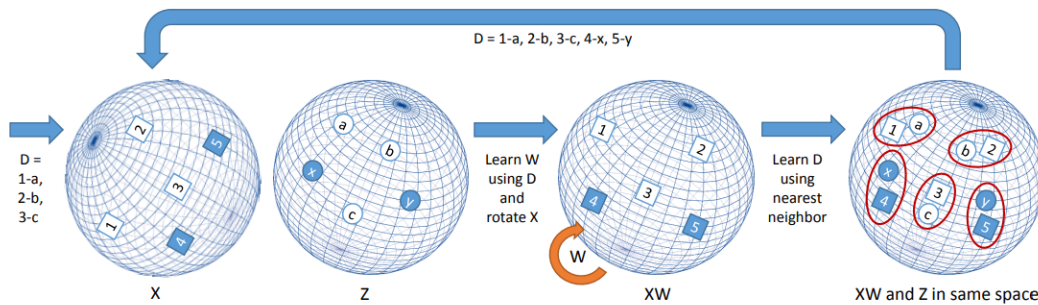 D = 1-a, 2-b, 3-c, 4-x, 5-y
D =
1-a,
2-b,
3-c
2
5
3
1
4
X
a
b
x
y
c
Z
Learn W
using D
and
rotate X
1
2
3
4
5
W
XW
Learn D
using
nearest
neighbor
1 a
b 2
x
4
3
c
y
5
XW and Z in same space